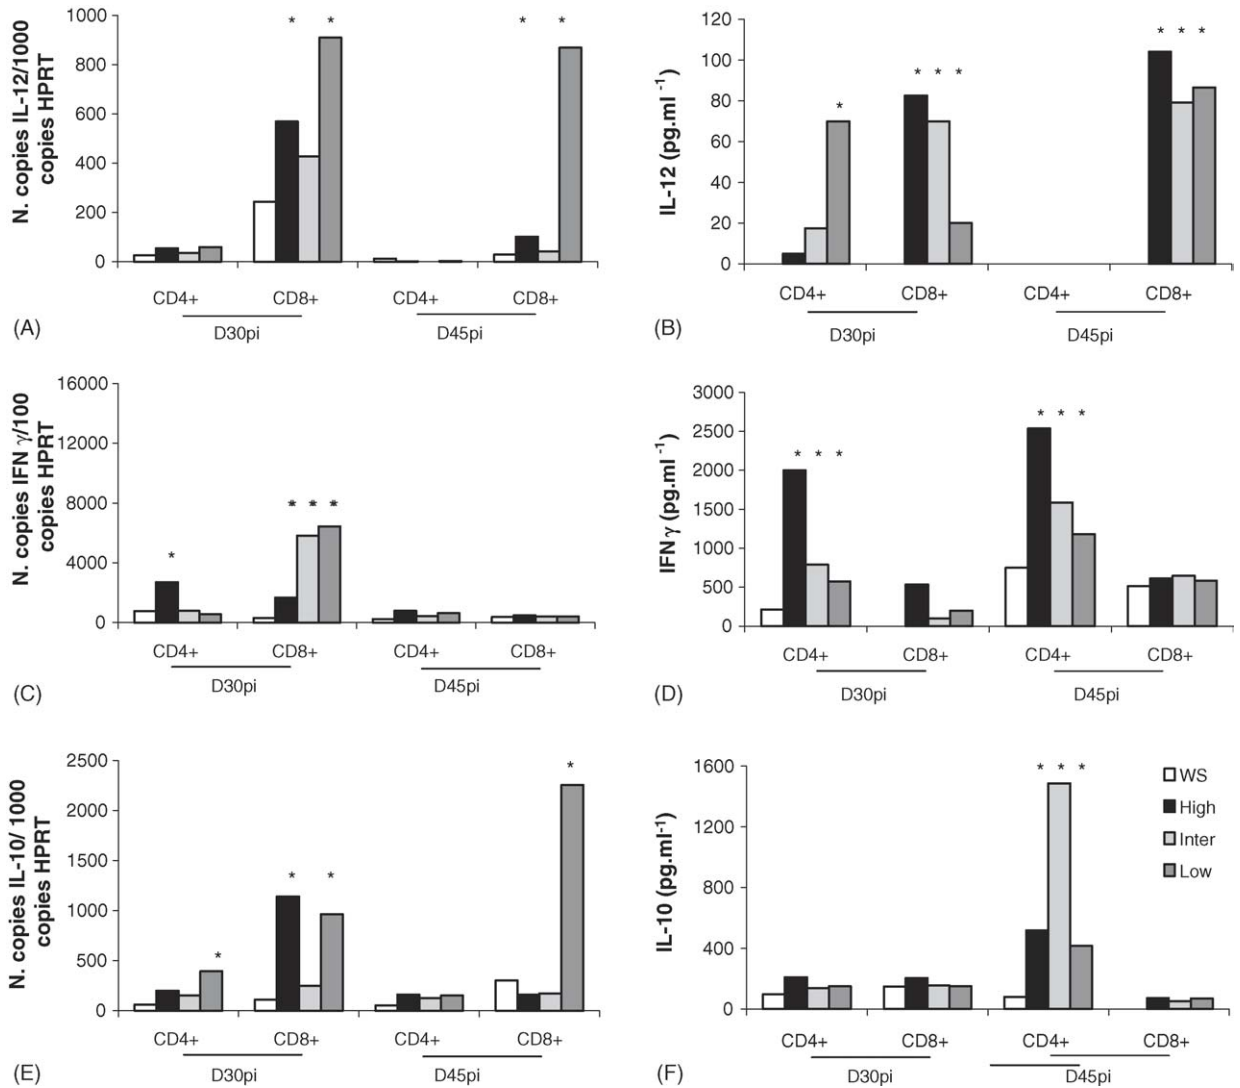 N. copies IL-12/1000
copies HPRT
1000
800
600
400
200
0
* * * *
CD4+ CD8+ CD4+ CD8+
D30pi D45pi
(A)
IL-12 (pg.ml -1)
120
100
80
60
40
20
0
* * * * * * *
CD4+ CD8+ CD4+ CD8+
D30pi D45pi
(B)
N. copies IFN γ/100
copies HPRT
16000
12000
8000
4000
0
* * * *
CD4+ CD8+ CD4+ CD8+
D30pi D45pi
(C)
IFNγ (pg.ml -1)
3000
2500
2000
1500
1000
500
0
* * * * * *
CD4+ CD8+ CD4+ CD8+
D30pi D45pi
(D)
N. copies IL-10/ 1000
copies HPRT
2500
2000
1500
1000
500
0
* * * *
CD4+ CD8+ CD4+ CD8+
D30pi D45pi
(E)
IL-10 (pg.ml-1)
1600
1200
800
400
0
* * *
WS
High
Inter
Low
CD4+ CD8+ CD4+ CD8+
D30pi D45pi
(F)